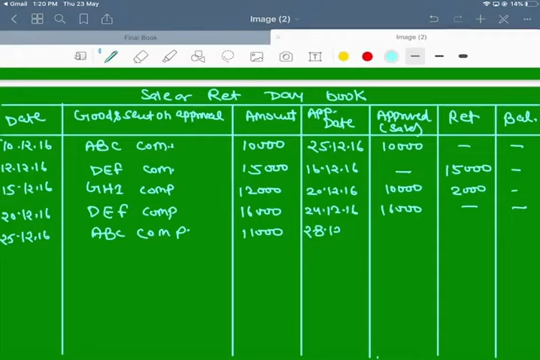 Gmail 1:20 PM Thu 23 May 14%
Image (2)
Final Book Image (2)
Sale or Ret Day book
Date Goods sent on approval Amount App. Date Approved (Sale) Ret Bal.
10.12.16 ABC com. 10000 25.12.16 10000 — —
12.12.16 DEF com. 15000 16.12.16 — 15000 -
15.12.16 GHI comp 12000 20.12.16 10000 2000 -
20.12.16 DEF comp 16000 24.12.16 16000 — —
25.12.16 ABC comp. 11000 28.12